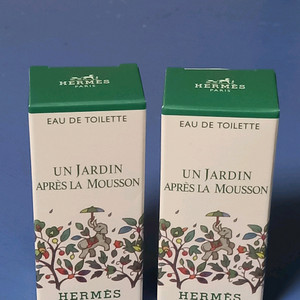 HERMÈS
PARIS
EAU DE TOILETTE
UN JARDIN
APRÈS LA MOUSSON
HERMÈS
HERMÈS
PARIS
EAU DE TOILETTE
UN JARDIN
APRÈS LA MOUSSON
HERMÈS